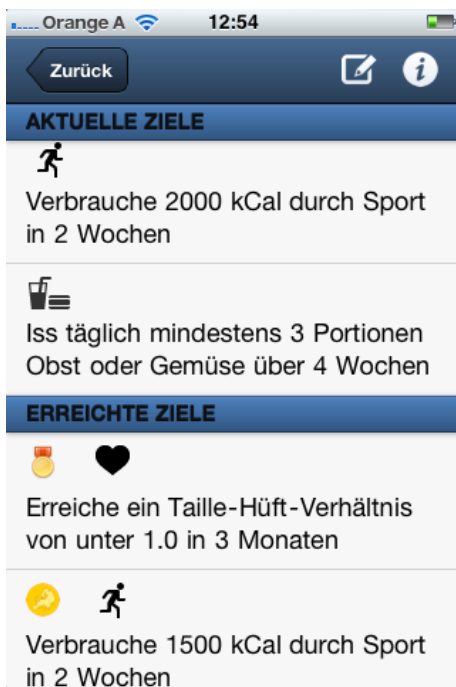 Orange A 12:54
Zurück
AKTUELLE ZIELE
Verbrauche 2000 kCal durch Sport
in 2 Wochen
Iss täglich mindestens 3 Portionen
Obst oder Gemüse über 4 Wochen
ERREICHTE ZIELE
Erreiche ein Taille-Hüft-Verhältnis
von unter 1.0 in 3 Monaten
Verbrauche 1500 kCal durch Sport
in 2 Wochen